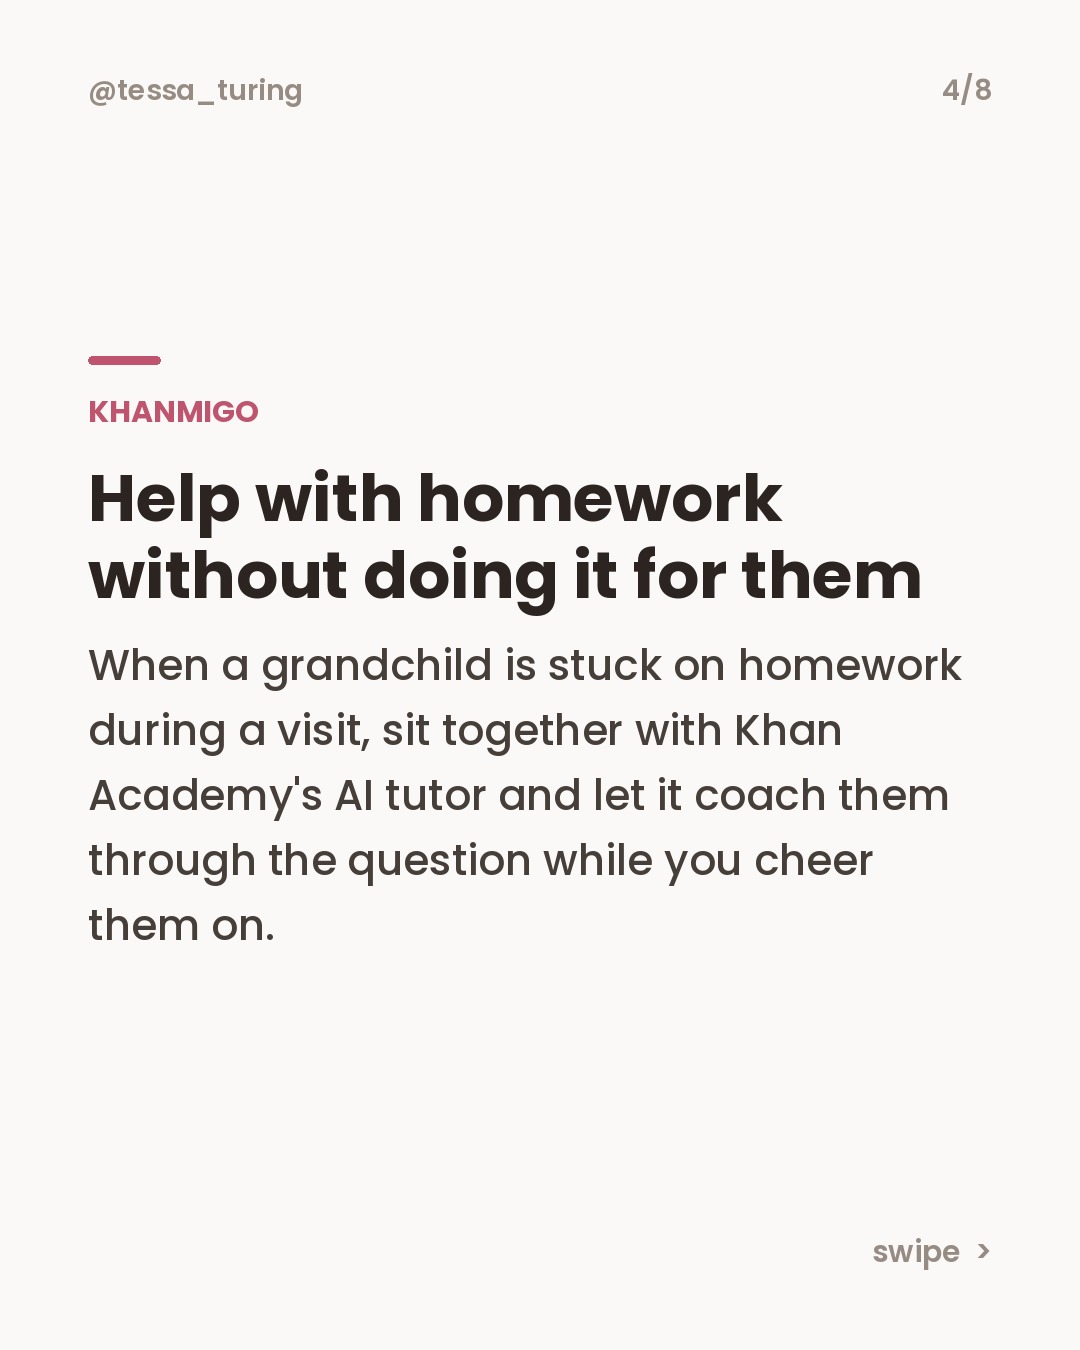 @tessa_turing
4/8
KHANMIGO
Help with homework
without doing it for them
When a grandchild is stuck on homework
during a visit, sit together with Khan
Academy's AI tutor and let it coach them
through the question while you cheer
them on.
swipe >